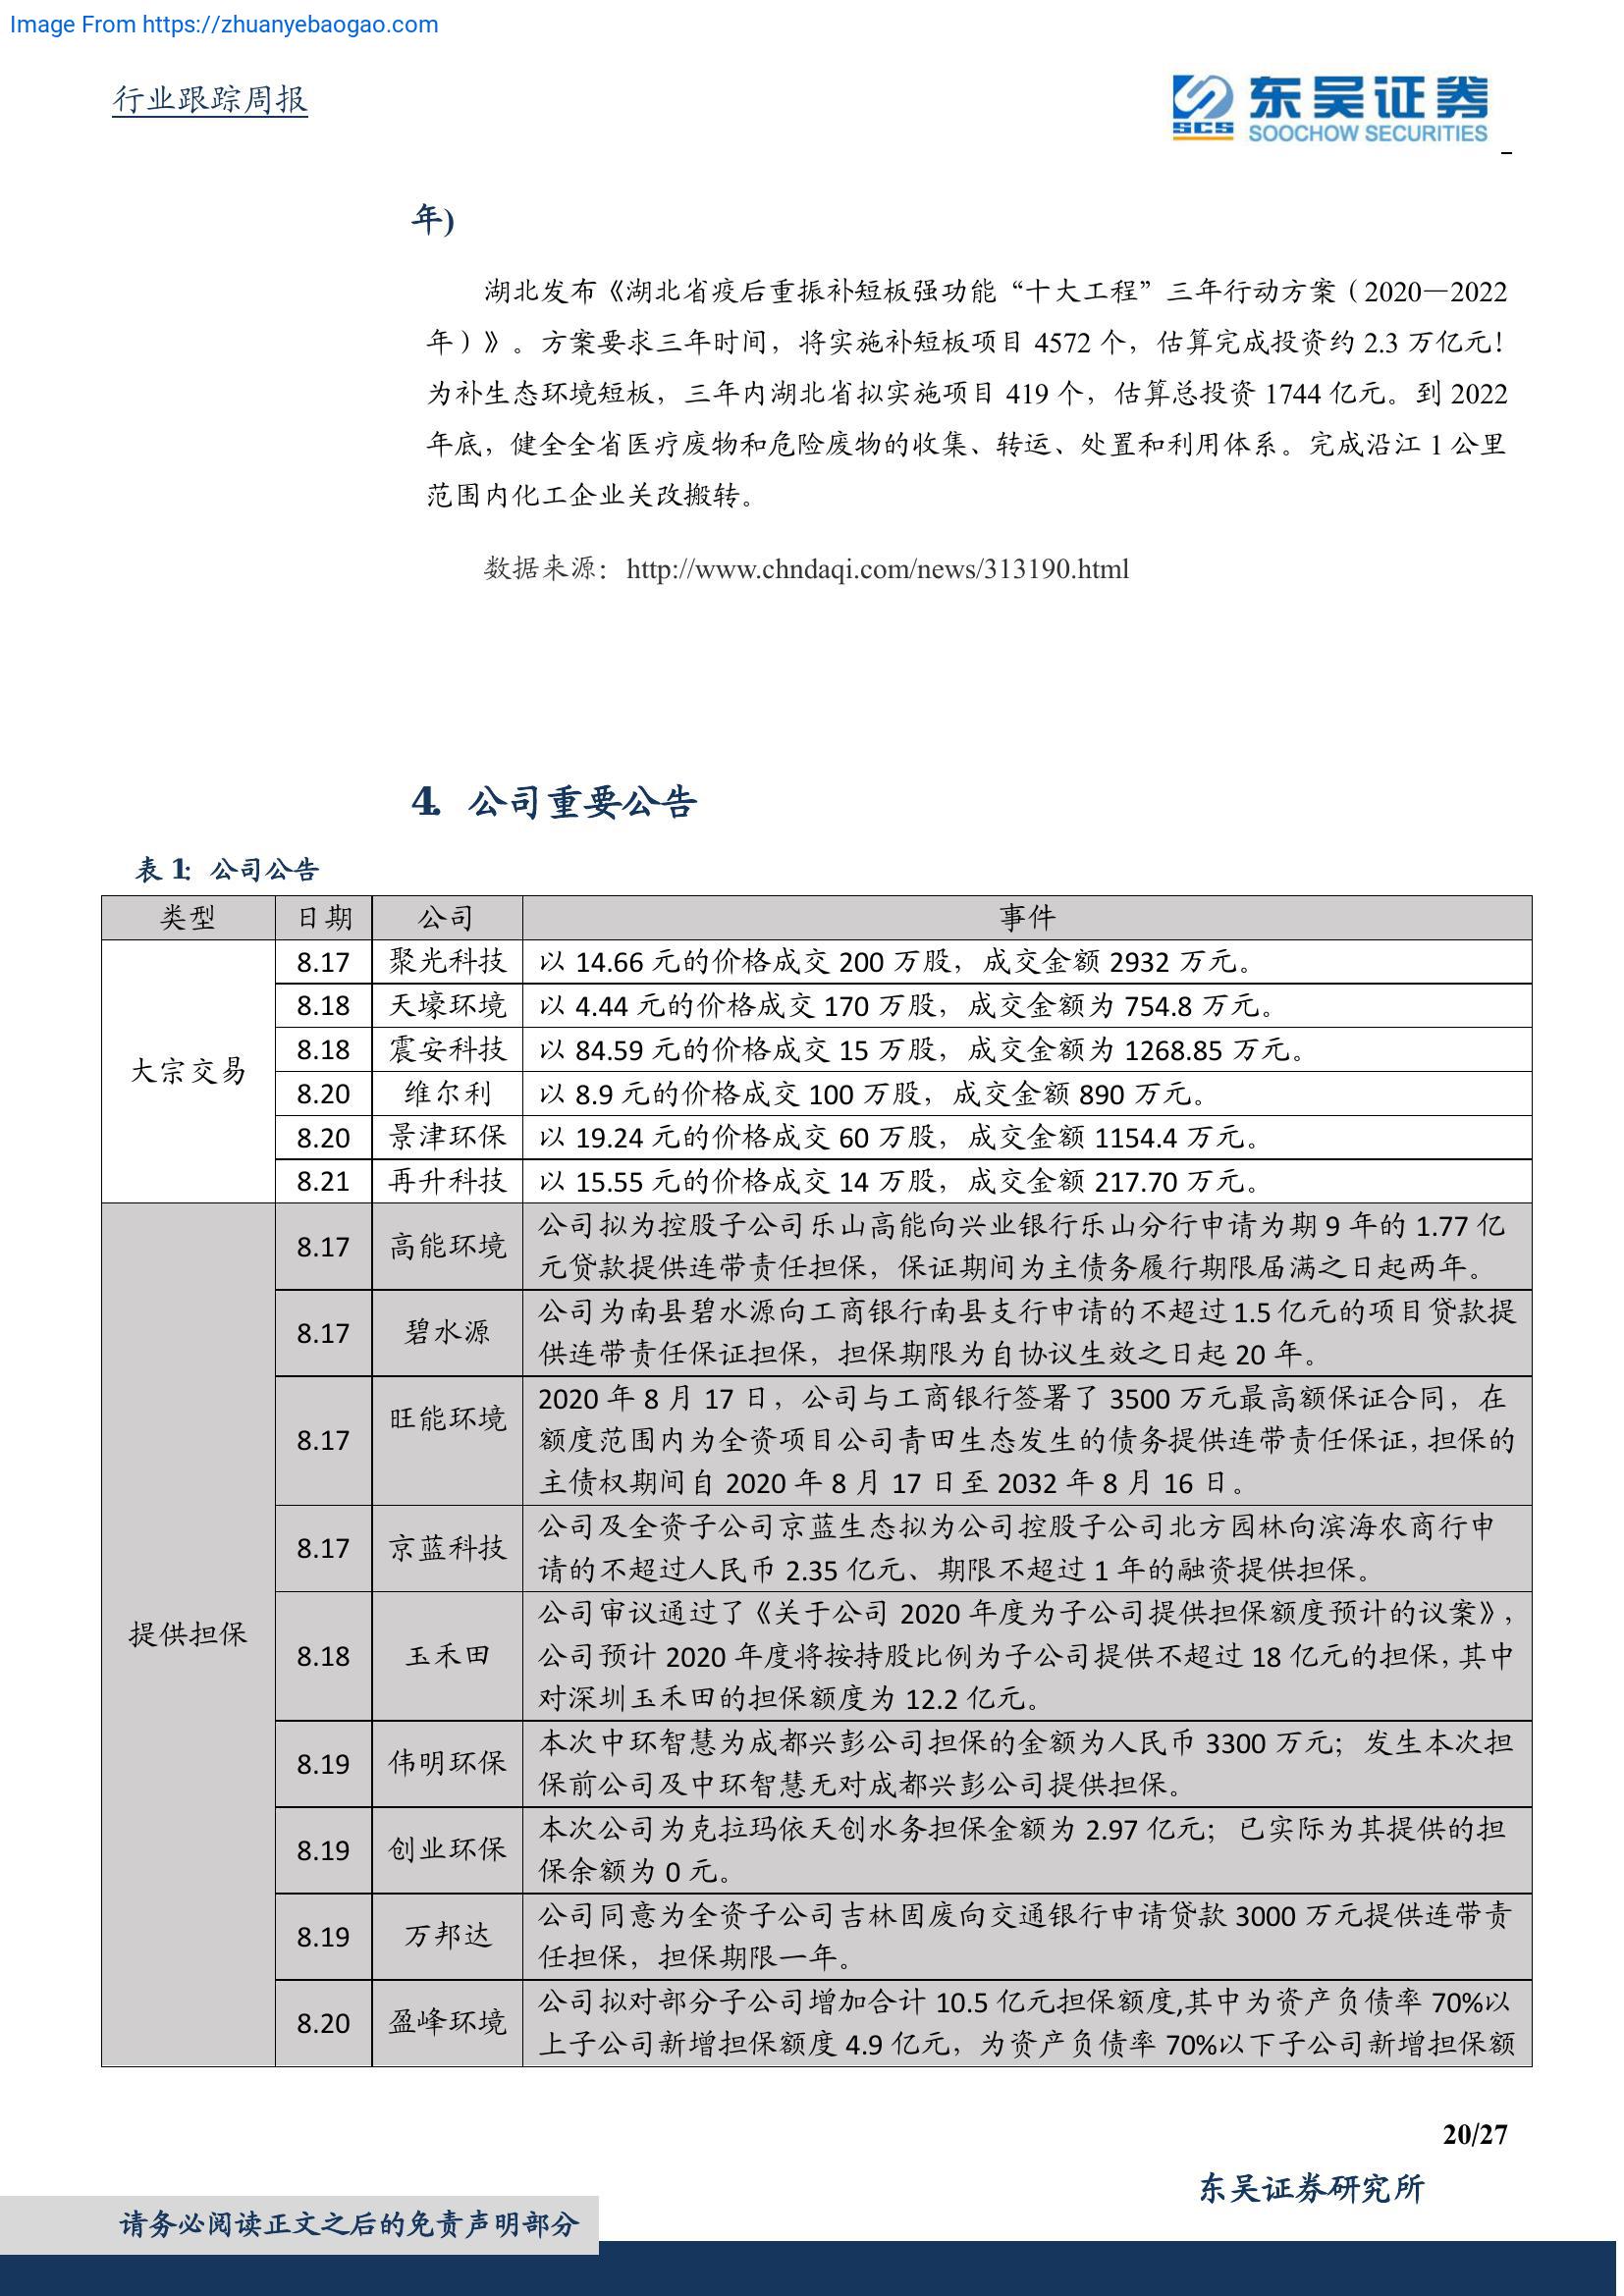 Image From https://zhuanyebaogao.com
行业跟踪周报
SCS 东吴证券
SOOCHOW SECURITIES
年)
湖北发布《湖北省疫后重振补短板强功能“十大工程”三年行动方案（2020—2022
年）》。方案要求三年时间，将实施补短板项目 4572 个，估算完成投资约 2.3 万亿元！
为补生态环境短板，三年内湖北省拟实施项目 419 个，估算总投资 1744 亿元。到 2022
年底，健全全省医疗废物和危险废物的收集、转运、处置和利用体系。完成沿江 1 公里
范围内化工企业关改搬转。
数据来源：http://www.chndaqi.com/news/313190.html
4. 公司重要公告
表 1：公司公告
类型 日期 公司 事件
大宗交易
8.17 聚光科技 以 14.66 元的价格成交 200 万股，成交金额 2932 万元。
8.18 天壕环境 以 4.44 元的价格成交 170 万股，成交金额为 754.8 万元。
8.18 震安科技 以 84.59 元的价格成交 15 万股，成交金额为 1268.85 万元。
8.20 维尔利 以 8.9 元的价格成交 100 万股，成交金额 890 万元。
8.20 景津环保 以 19.24 元的价格成交 60 万股，成交金额 1154.4 万元。
8.21 再升科技 以 15.55 元的价格成交 14 万股，成交金额 217.70 万元。
提供担保
8.17 高能环境 公司拟为控股子公司乐山高能向兴业银行乐山分行申请为期 9 年的 1.77 亿
元贷款提供连带责任担保，保证期间为主债务履行期限届满之日起两年。
8.17 碧水源 公司为南县碧水源向工商银行南县支行申请的不超过 1.5 亿元的项目贷款提
供连带责任保证担保，担保期限为自协议生效之日起 20 年。
8.17 旺能环境 2020 年 8 月 17 日，公司与工商银行签署了 3500 万元最高额保证合同，在
额度范围内为全资项目公司青田生态发生的债务提供连带责任保证，担保的
主债权期间自 2020 年 8 月 17 日至 2032 年 8 月 16 日。
8.17 京蓝科技 公司及全资子公司京蓝生态拟为公司控股子公司北方园林向滨海农商行申
请的不超过人民币 2.35 亿元、期限不超过 1 年的融资提供担保。
8.18 玉禾田 公司审议通过了《关于公司 2020 年度为子公司提供担保额度预计的议案》，
公司预计 2020 年度将按持股比例为子公司提供不超过 18 亿元的担保，其中
对深圳玉禾田的担保额度为 12.2 亿元。
8.19 伟明环保 本次中环智慧为成都兴彭公司担保的金额为人民币 3300 万元；发生本次担
保前公司及中环智慧无对成都兴彭公司提供担保。
8.19 创业环保 本次公司为克拉玛依天创水务担保金额为 2.97 亿元；已实际为其提供的担
保余额为 0 元。
8.19 万邦达 公司同意为全资子公司吉林固废向交通银行申请贷款 3000 万元提供连带责
任担保，担保期限一年。
8.20 盈峰环境 公司拟对部分子公司增加合计 10.5 亿元担保额度,其中为资产负债率 70%以
上子公司新增担保额度 4.9 亿元，为资产负债率 70%以下子公司新增担保额
20/27
东吴证券研究所
请务必阅读正文之后的免责声明部分